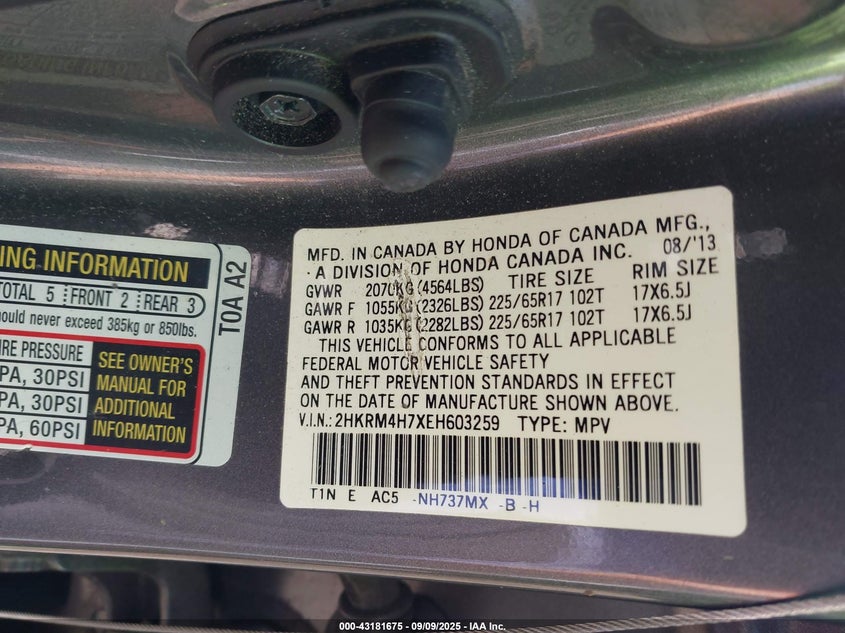 ING INFORMATION
TOTAL 5 FRONT 2 REAR 3
should never exceed 385kg or 850lbs.
IRE PRESSURE
PA, 30PSI
PA, 30PSI
PA, 60PSI
SEE OWNER'S
MANUAL FOR
ADDITIONAL
INFORMATION
T0A A2
MFD. IN CANADA BY HONDA OF CANADA MFG., 08/'13
A DIVISION OF HONDA CANADA INC.
TIRE SIZE RIM SIZE
GVWR 2070KG(4564LBS)
GAWR F 1055KG(2326LBS) 225/65R17 102T 17X6.5J
GAWR R 1035KG(2282LBS) 225/65R17 102T 17X6.5J
THIS VEHICLE CONFORMS TO ALL APPLICABLE
FEDERAL MOTOR VEHICLE SAFETY
AND THEFT PREVENTION STANDARDS IN EFFECT
ON THE DATE OF MANUFACTURE SHOWN ABOVE.
V.I.N.: 2HKRM4H7XEH603259 TYPE: MPV
T1N E AC5 -NH737MX -B -H
000-43181675 - 09/09/2025 - IAA Inc.